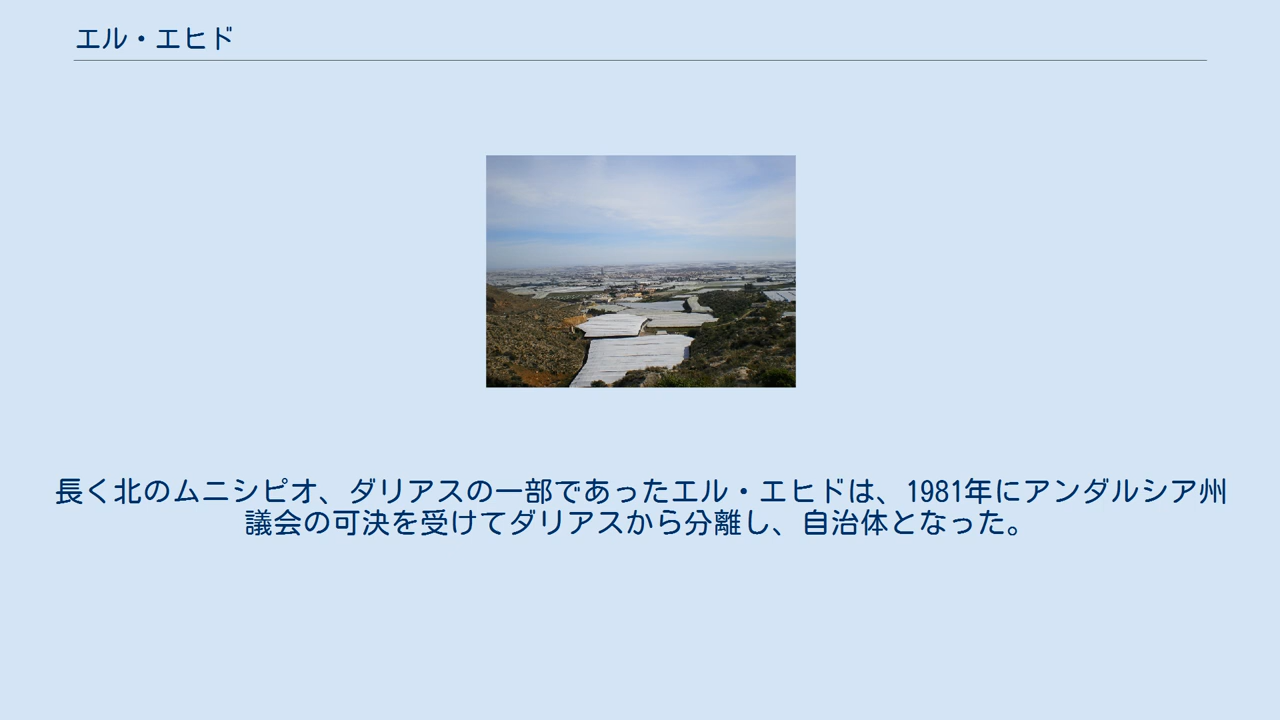 エル・エヒド
長く北のムニシピオ、ダリアスの一部であったエル・エヒドは、1981年にアンダルシア州
議会の可決を受けてダリアスから分離し、自治体となった。